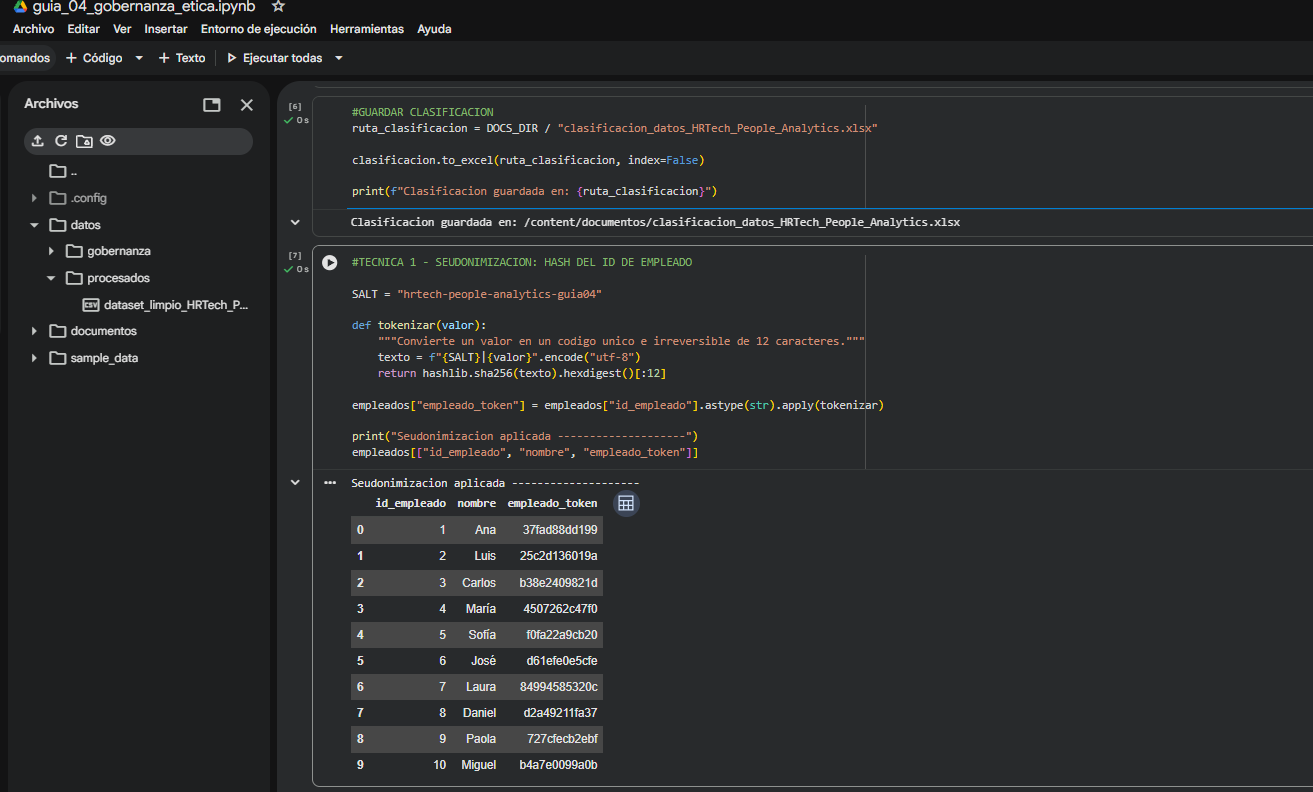 guia_04_gobernanza_etica.ipynb
Archivo Editar Ver Insertar Entorno de ejecución Herramientas Ayuda
omandos + Código + Texto Ejecutar todas
Archivos
..
.config
datos
gobernanza
procesados
dataset_limpio_HRTech_P...
documentos
sample_data
[6]
0 s
#GUARDAR CLASIFICACION
ruta_clasificacion = DOCS_DIR / "clasificacion_datos_HRTech_People_Analytics.xlsx"
clasificacion.to_excel(ruta_clasificacion, index=False)
print(f"Clasificacion guardada en: {ruta_clasificacion}")
Clasificacion guardada en: /content/documentos/clasificacion_datos_HRTech_People_Analytics.xlsx
[7]
0 s
#TECNICA 1 - SEUDONIMIZACION: HASH DEL ID DE EMPLEADO
SALT = "hrtech-people-analytics-guia04"
def tokenizar(valor):
"""Convierte un valor en un codigo unico e irreversible de 12 caracteres."""
texto = f"{SALT}|{valor}".encode("utf-8")
return hashlib.sha256(texto).hexdigest()[:12]
empleados["empleado_token"] = empleados["id_empleado"].astype(str).apply(tokenizar)
print("Seudonimizacion aplicada --------------------")
empleados[["id_empleado", "nombre", "empleado_token"]]
Seudonimizacion aplicada --------------------
id_empleado nombre empleado_token
0 1 Ana 37fad88dd199
1 2 Luis 25c2d136019a
2 3 Carlos b38e2409821d
3 4 María 4507262c47f0
4 5 Sofía f0fa22a9cb20
5 6 José d61efe0e5cfe
6 7 Laura 84994585320c
7 8 Daniel d2a49211fa37
8 9 Paola 727cfecb2ebf
9 10 Miguel b4a7e0099a0b